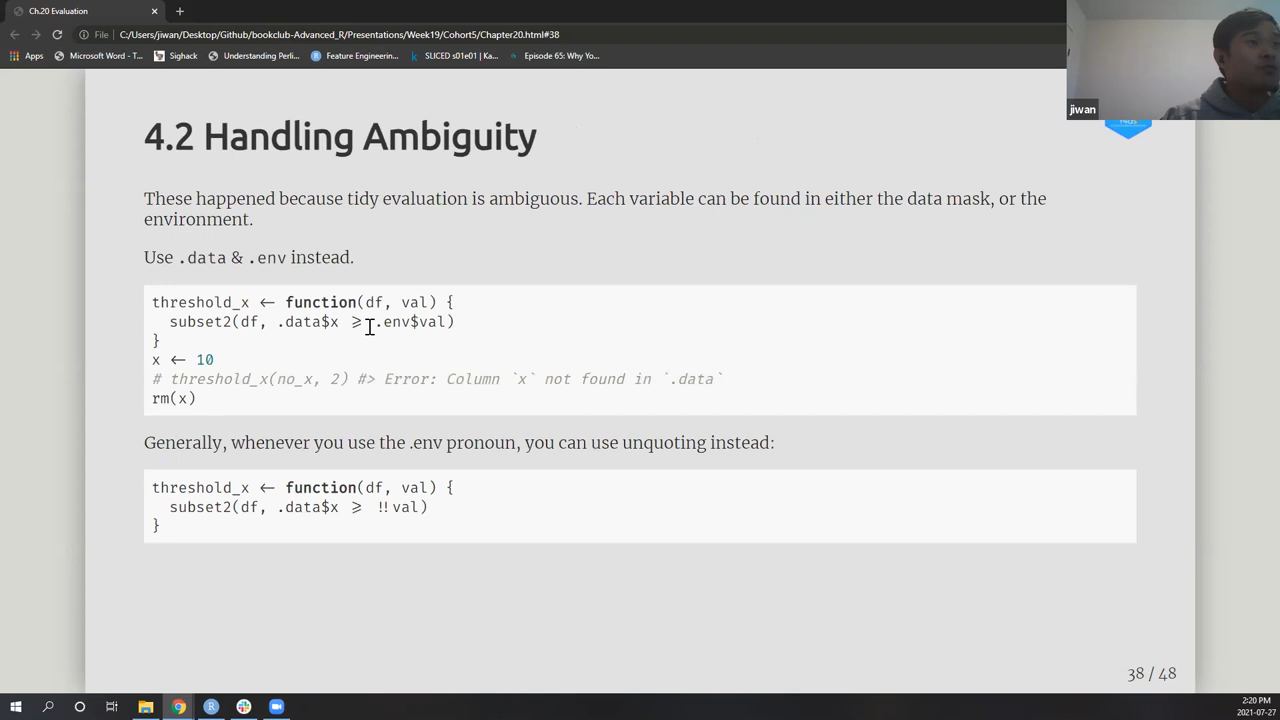 Ch.20 Evaluation
File
C:/Users/jiwan/Desktop/Github/bookclub-Advanced_R/Presentations/Week19/Cohort5/Chapter20.html#38
Apps
Microsoft Word - T...
Sighack
Understanding Perli...
Feature Engineerin...
SLICED s01e01 | Ka...
Episode 65: Why Yo...
jiwan
4.2 Handling Ambiguity
These happened because tidy evaluation is ambiguous. Each variable can be found in either the data mask, or the
environment.
Use .data & .env instead.
threshold_x ← function(df, val) {
subset2(df, .data$x ⩾ .env$val)
}
x ← 10
# threshold_x(no_x, 2) #> Error: Column `x` not found in `.data`
rm(x)
Generally, whenever you use the .env pronoun, you can use unquoting instead:
threshold_x ← function(df, val) {
subset2(df, .data$x ⩾ !!val)
}
38 / 48
2:20 PM
2021-07-27